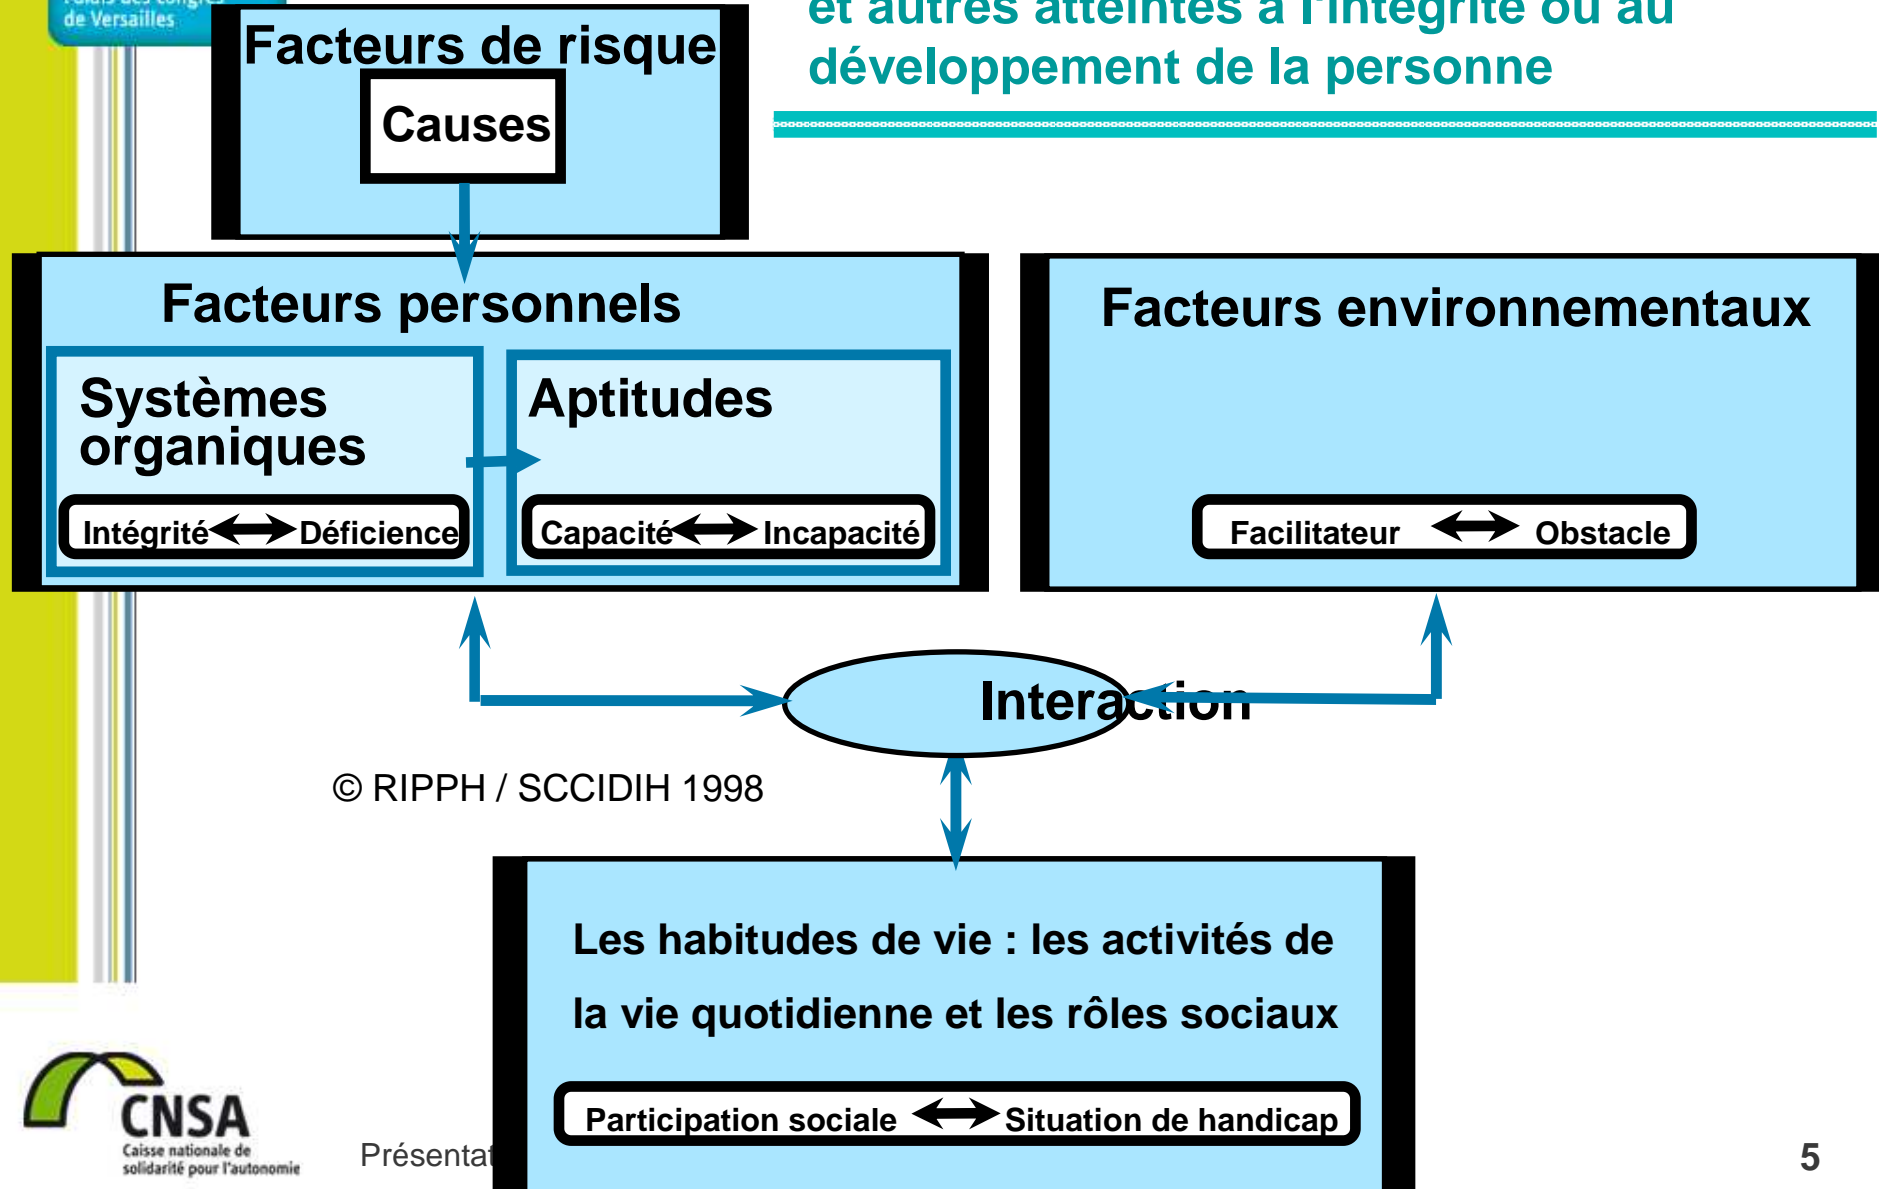 de Versailles
et autres atteintes à l'intégrité ou au
développement de la personne
Facteurs de risque
Causes
Facteurs personnels
Systèmes
organiques
Intégrité Déficience
Aptitudes
Capacité Incapacité
Facteurs environnementaux
Facilitateur Obstacle
Interaction
© RIPPH / SCCIDIH 1998
Les habitudes de vie : les activités de
la vie quotidienne et les rôles sociaux
Participation sociale Situation de handicap
CNSA
Caisse nationale de
solidarité pour l'autonomie
5